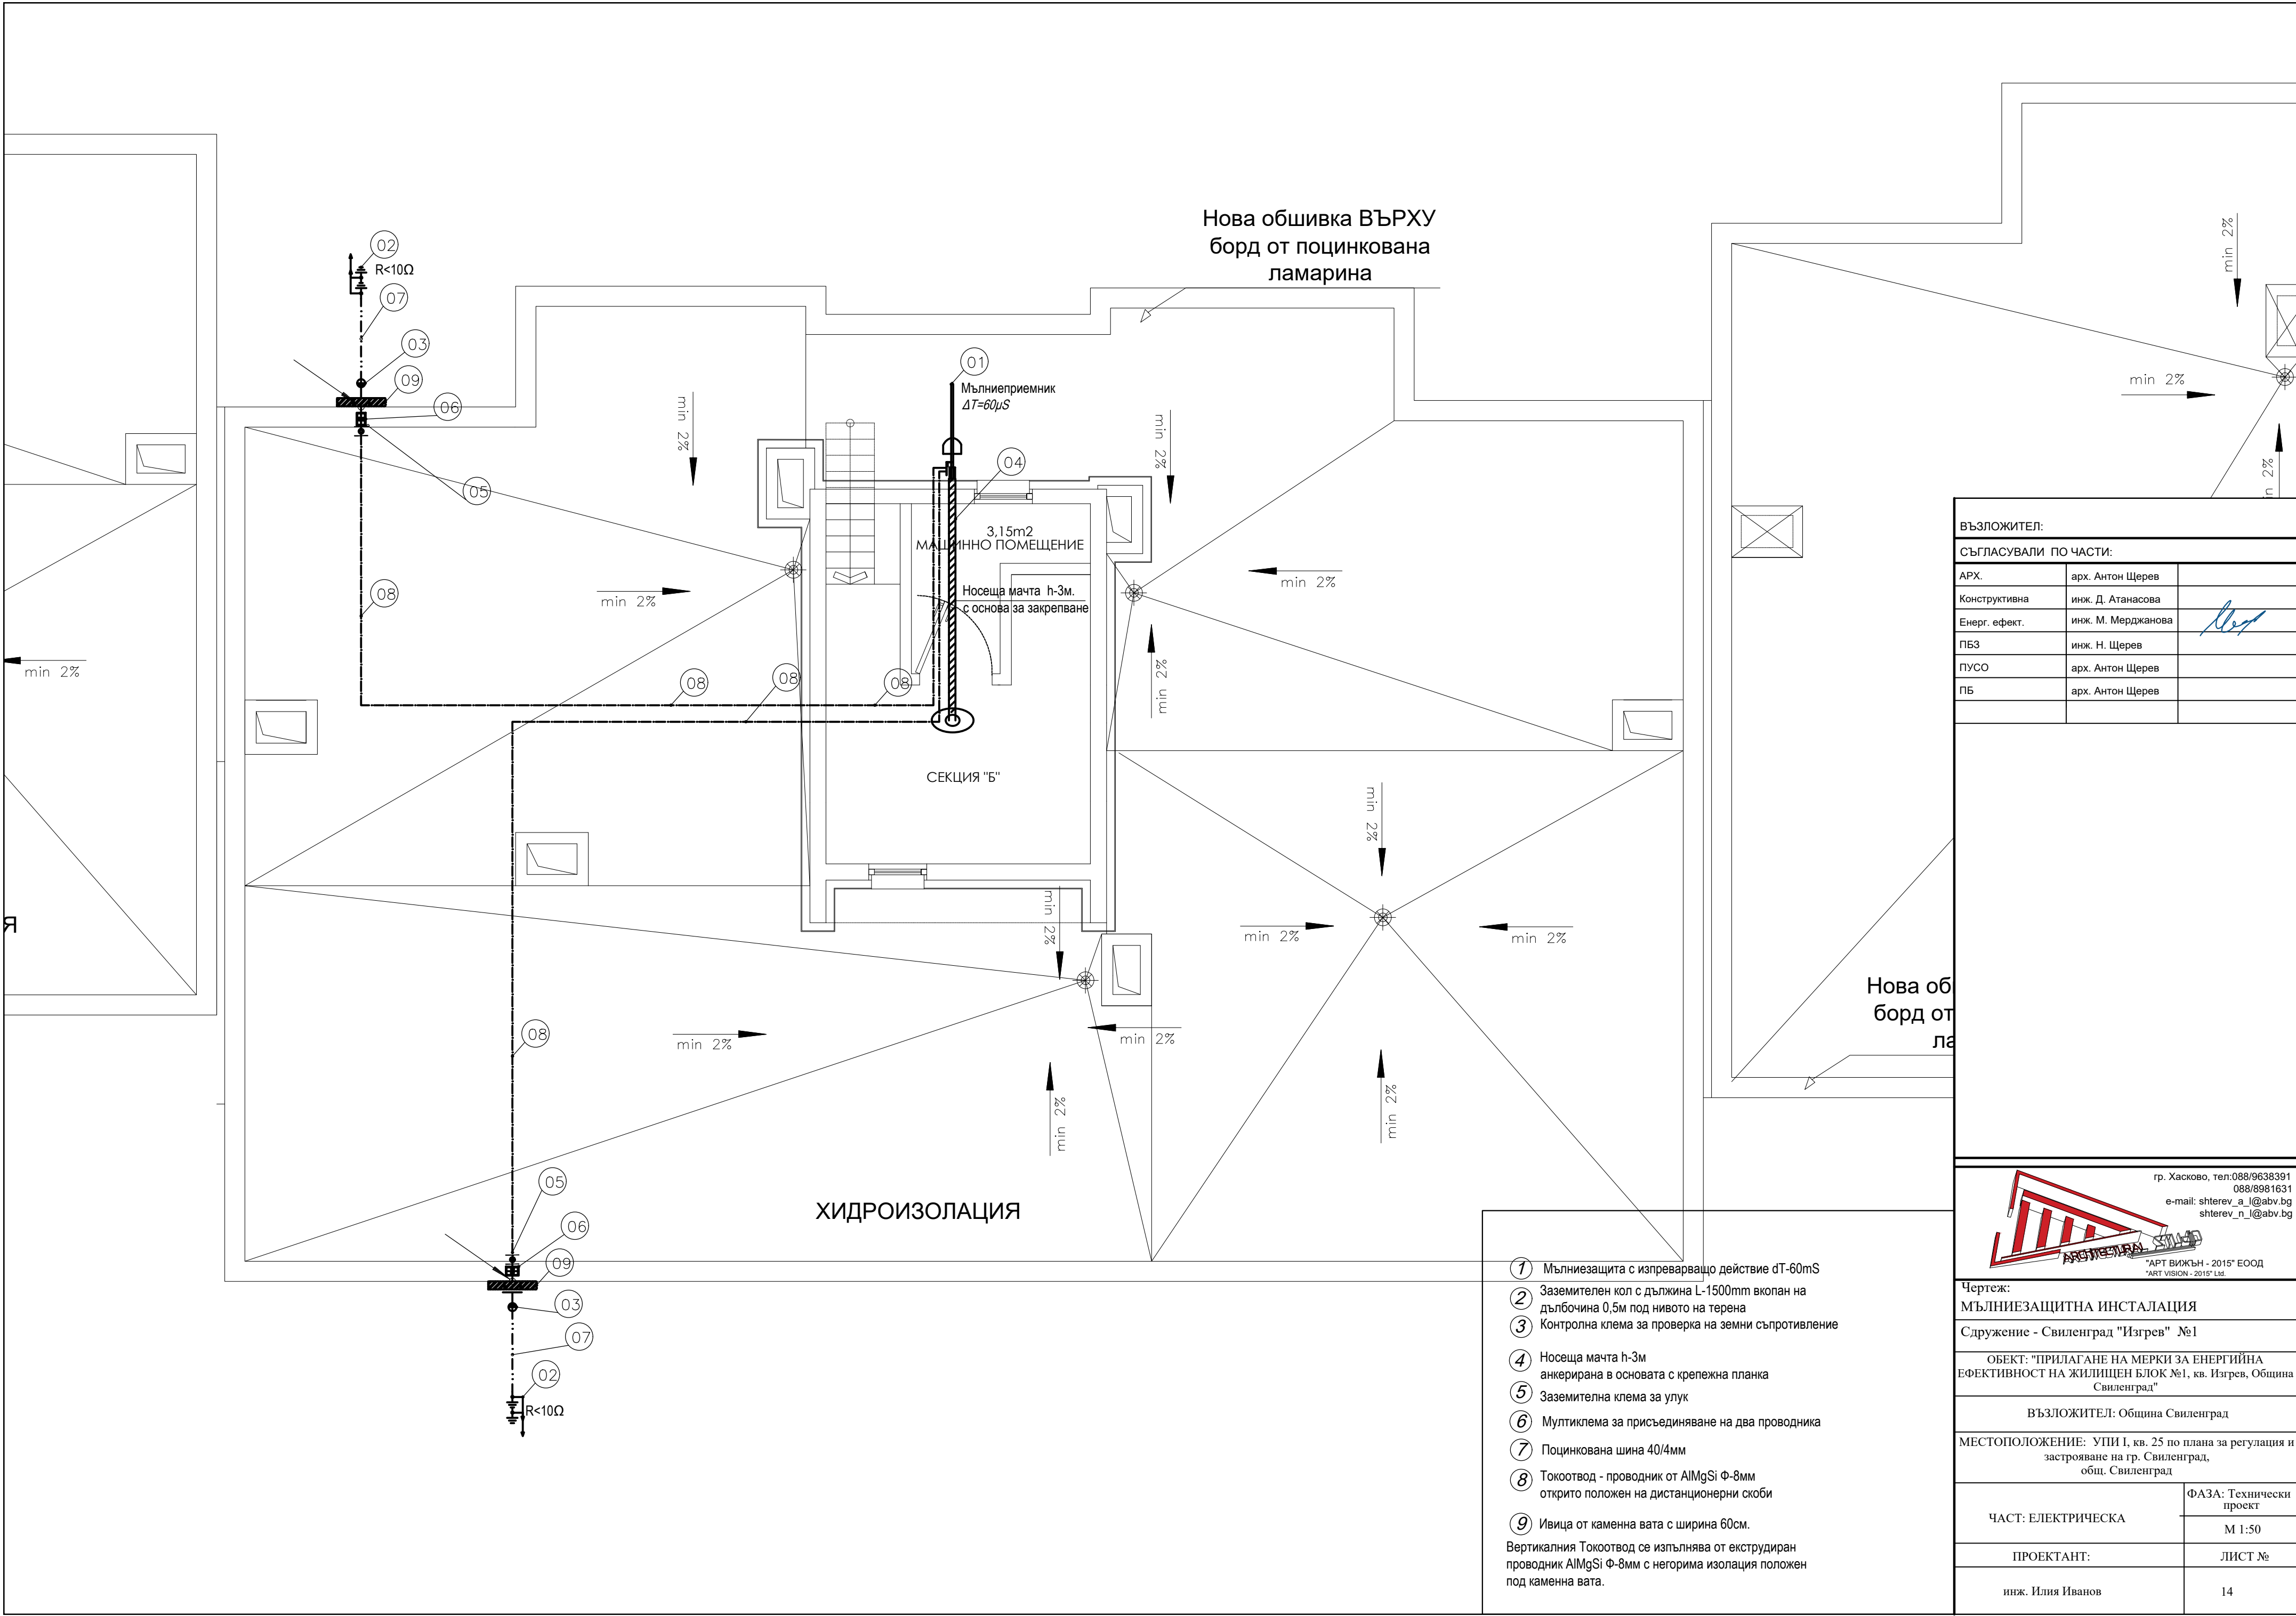 Нова обшивка ВЪРХУ
борд от поцинкована
ламарина
02
R<10Ω
07
03
09
06
05
01
Мълниеприемник
ΔT=60μS
04
min 2%
min 2%
min 2%
min 2%
3,15m2
МАШИННО ПОМЕЩЕНИЕ
Носеща мачта h-3м.
с основа за закрепване
min 2%
min 2%
min 2%
min 2%
08
min 2%
min 2%
08
08
08
СЕКЦИЯ "Б"
min 2%
min 2%
min 2%
min 2%
Я
08
min 2%
min 2%
min 2%
min 2%
Нова об
борд от
ла
05
06
09
03
07
02
R<10Ω
ХИДРОИЗОЛАЦИЯ
1 Мълниезащита с изпреварващо действие dT-60mS
2 Заземителен кол с дължина L-1500mm вкопан на
дълбочина 0,5м под нивото на терена
3 Контролна клема за проверка на земни съпротивление
4 Носеща мачта h-3м
анкерирана в основата с крепежна планка
5 Заземителна клема за улук
6 Мултиклема за присъединяване на два проводника
7 Поцинкована шина 40/4мм
8 Токоотвод - проводник от AlMgSi Ф-8мм
открито положен на дистанционерни скоби
9 Ивица от каменна вата с ширина 60см.
Вертикалния Токоотвод се изпълнява от екструдиран
проводник AlMgSi Ф-8мм с негорима изолация положен
под каменна вата.
ВЪЗЛОЖИТЕЛ:
СЪГЛАСУВАЛИ ПО ЧАСТИ:
АРХ. арх. Антон Щерев
Конструктивна инж. Д. Атанасова
Енерг. ефект. инж. М. Мерджанова
ПБЗ инж. Н. Щерев
ПУСО арх. Антон Щерев
ПБ арх. Антон Щерев
гр. Хасково, тел:088/9638391
088/8981631
e-mail: shterev_a_l@abv.bg
shterev_n_l@abv.bg
ARCHITECTURAL STUDIO
"АРТ ВИЖЪН - 2015" ЕООД
"ART VISION - 2015" Ltd.
Чертеж:
МЪЛНИЕЗАЩИТНА ИНСТАЛАЦИЯ
Сдружение - Свиленград "Изгрев" №1
ОБЕКТ: "ПРИЛАГАНЕ НА МЕРКИ ЗА ЕНЕРГИЙНА
ЕФЕКТИВНОСТ НА ЖИЛИЩЕН БЛОК №1, кв. Изгрев, Община
Свиленград"
ВЪЗЛОЖИТЕЛ: Община Свиленград
МЕСТОПОЛОЖЕНИЕ: УПИ I, кв. 25 по плана за регулация и
застрояване на гр. Свиленград,
общ. Свиленград
ЧАСТ: ЕЛЕКТРИЧЕСКА
ФАЗА: Технически
проект
М 1:50
ПРОЕКТАНТ:
ЛИСТ №
инж. Илия Иванов
14